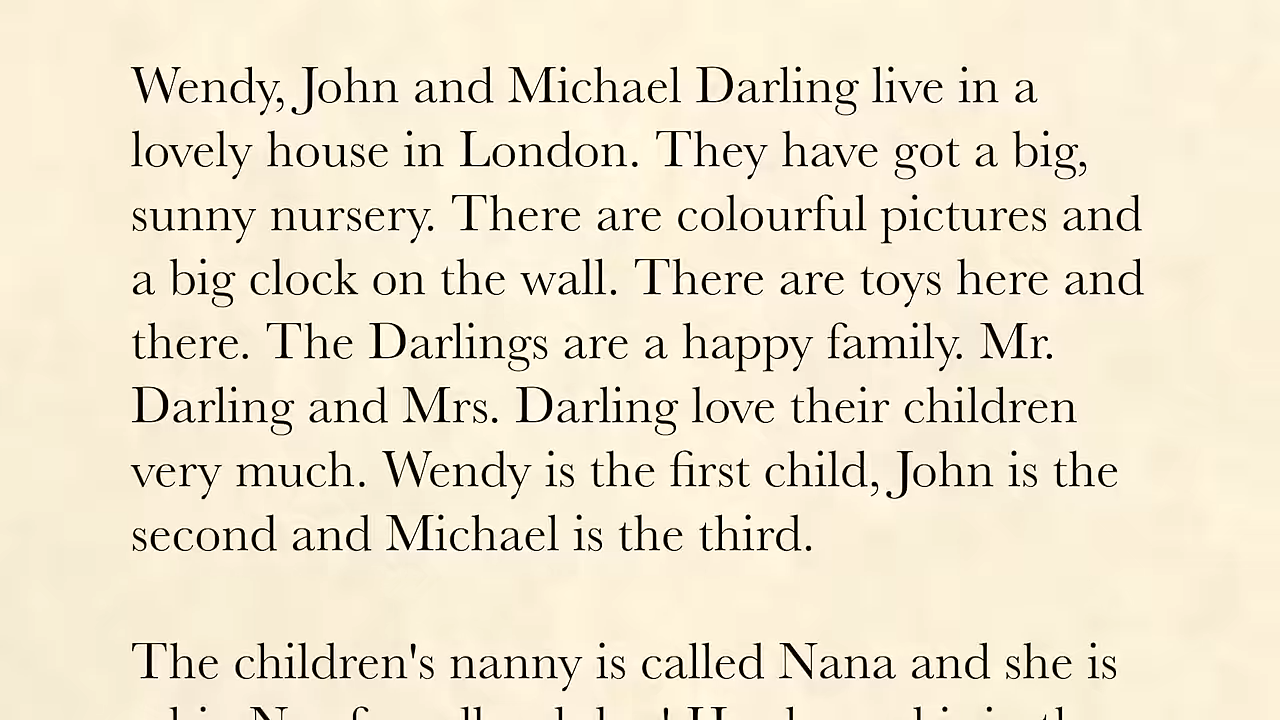 Wendy, John and Michael Darling live in a
lovely house in London. They have got a big,
sunny nursery. There are colourful pictures and
a big clock on the wall. There are toys here and
there. The Darlings are a happy family. Mr.
Darling and Mrs. Darling love their children
very much. Wendy is the first child, John is the
second and Michael is the third.
The children's nanny is called Nana and she is